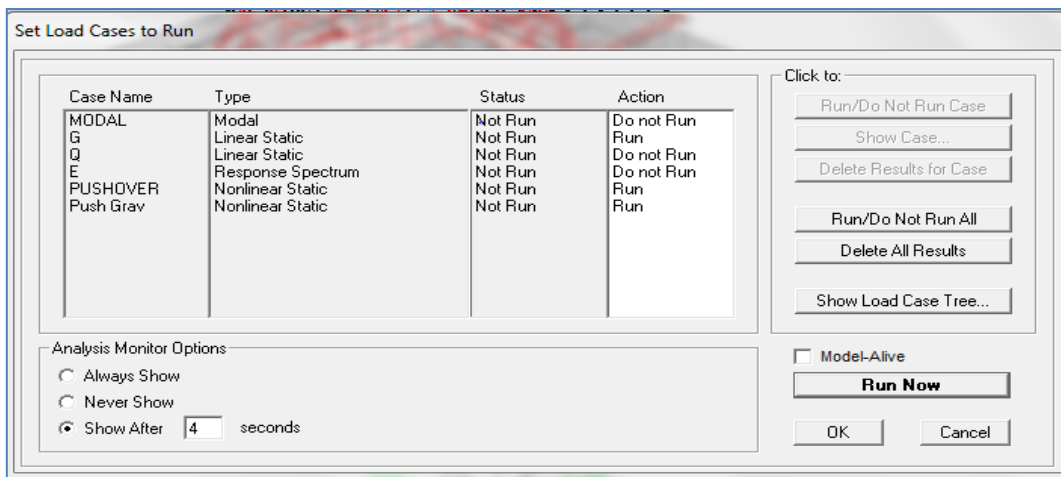 Set Load Cases to Run
Case Name Type Status Action
MODAL Modal Not Run Do not Run
G Linear Static Not Run Run
Q Linear Static Not Run Do not Run
E Response Spectrum Not Run Do not Run
PUSHOVER Nonlinear Static Not Run Run
Push Grav Nonlinear Static Not Run Run
Click to:
Run/Do Not Run Case
Show Case...
Delete Results for Case
Run/Do Not Run All
Delete All Results
Show Load Case Tree...
Analysis Monitor Options
Always Show
Never Show
Show After 4 seconds
Model-Alive
Run Now
OK Cancel